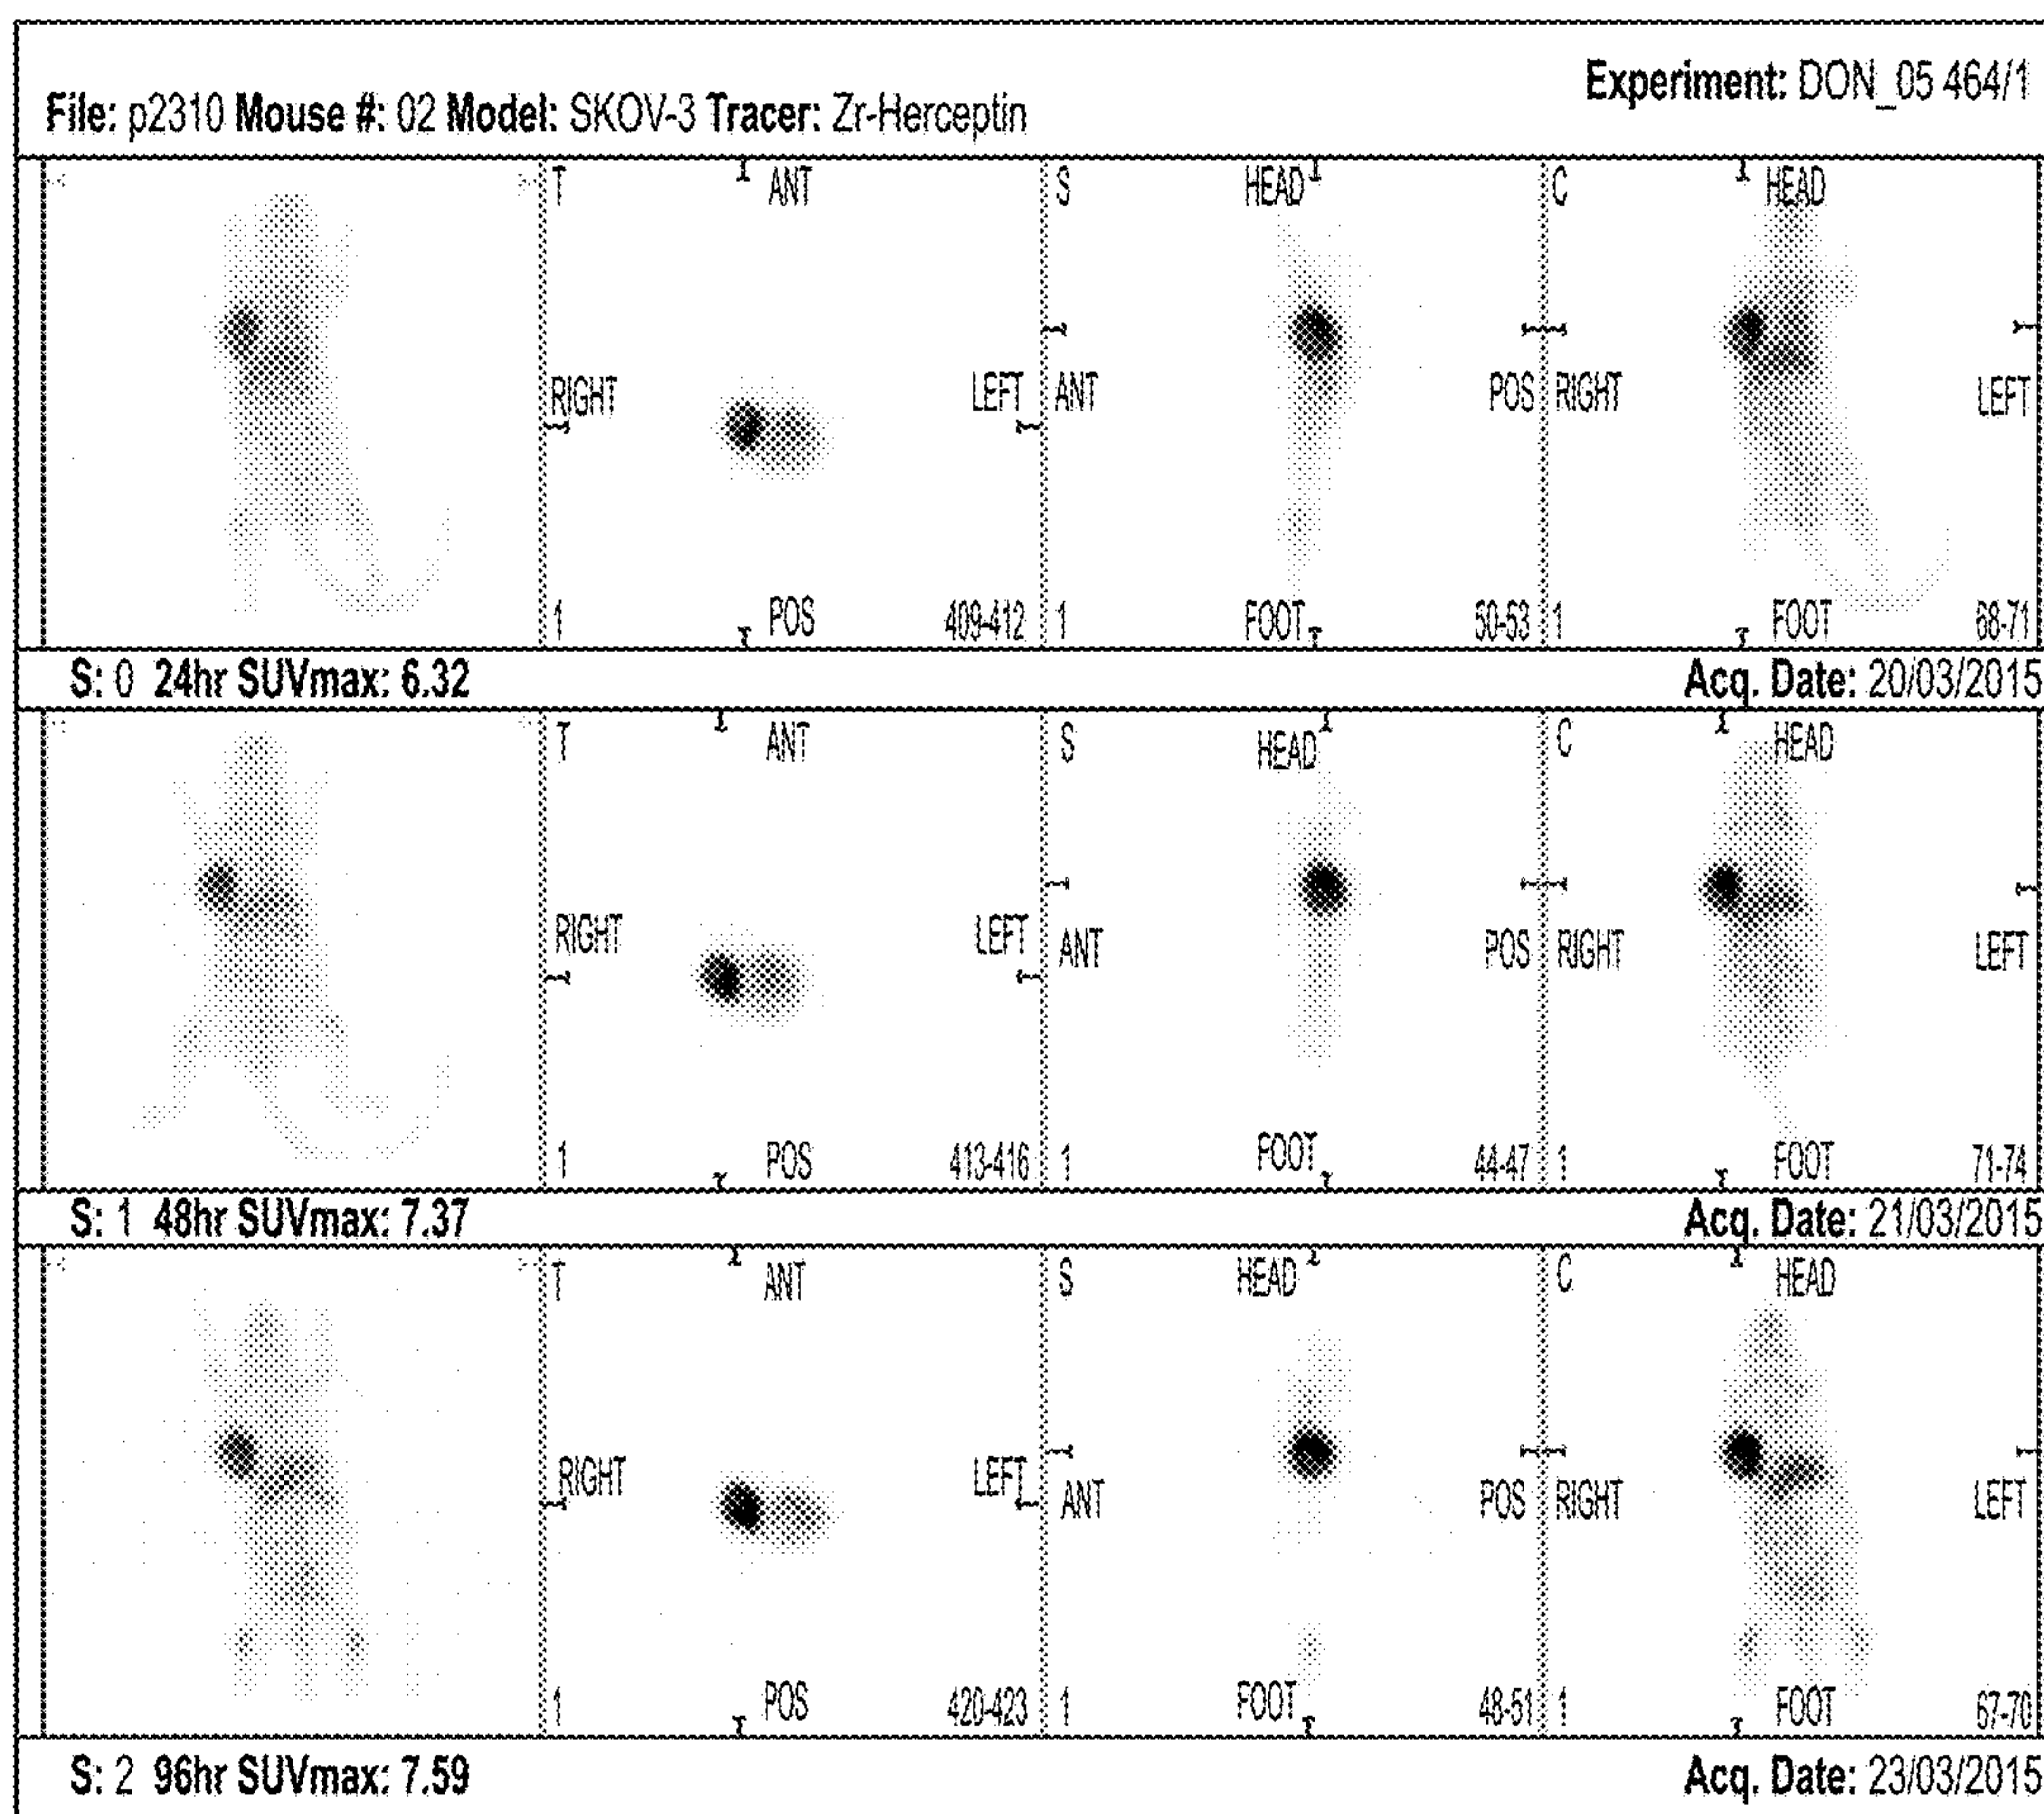 Experiment: DON_05 464/1
File: p2310 Mouse #: 02 Model: SKOV-3 Tracer: Zr-Herceptin
T ANT S HEAD C HEAD
RIGHT LEFT ANT POS RIGHT LEFT
1 POS 409-412 1 FOOT 50-53 1 FOOT 68-71
S: 0 24hr SUVmax: 6.32 Acq. Date: 20/03/2015
T ANT S HEAD C HEAD
RIGHT LEFT ANT POS RIGHT LEFT
1 POS 413-416 1 FOOT 44-47 1 FOOT 71-74
S: 1 48hr SUVmax: 7.37 Acq. Date: 21/03/2015
T ANT S HEAD C HEAD
RIGHT LEFT ANT POS RIGHT LEFT
1 POS 420-423 1 FOOT 48-51 1 FOOT 67-70
S: 2 96hr SUVmax: 7.59 Acq. Date: 23/03/2015